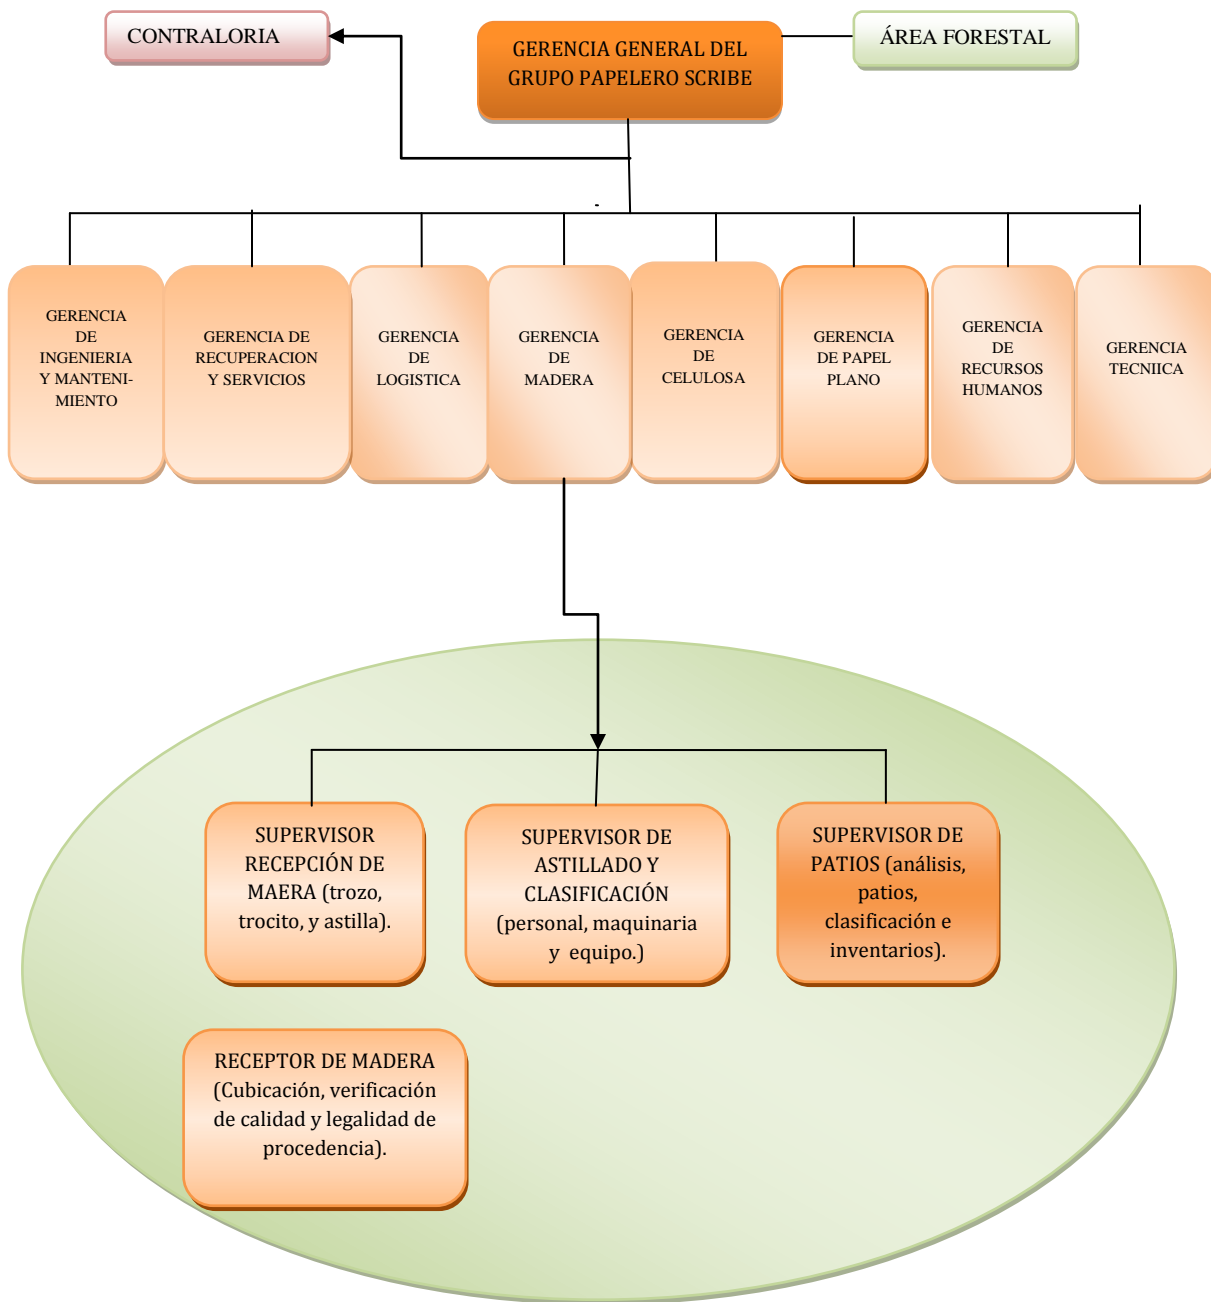 CONTRALORIA
GERENCIA GENERAL DEL
GRUPO PAPELERO SCRIBE
ÁREA FORESTAL
GERENCIA
DE
INGENIERIA
Y MANTENI-
MIENTO
GERENCIA DE
RECUPERACION
Y SERVICIOS
GERENCIA
DE
LOGISTICA
GERENCIA
DE
MADERA
GERENCIA
DE
CELULOSA
GERENCIA
DE PAPEL
PLANO
GERENCIA
DE
RECURSOS
HUMANOS
GERENCIA
TECNIICA
SUPERVISOR
RECEPCIÓN DE
MAERA (trozo,
trocito, y astilla).
SUPERVISOR DE
ASTILLADO Y
CLASIFICACIÓN
(personal, maquinaria
y equipo.)
SUPERVISOR DE
PATIOS (análisis,
patios,
clasificación e
inventarios).
RECEPTOR DE MADERA
(Cubicación, verificación
de calidad y legalidad de
procedencia).